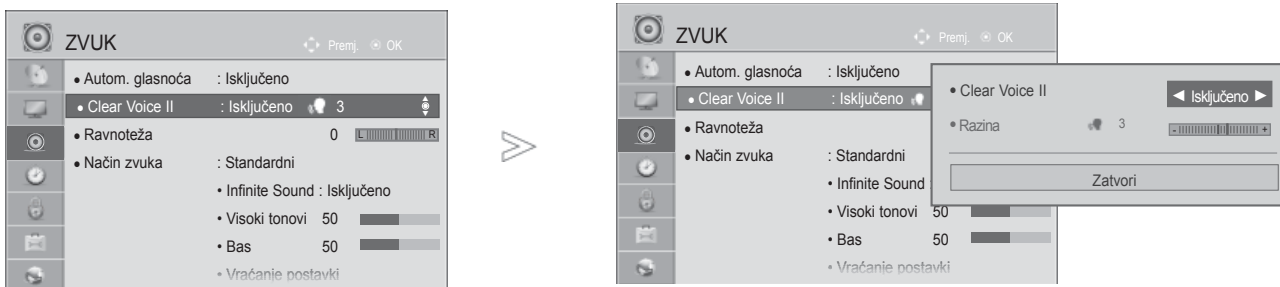 ZVUK
Premj. OK
• Autom. glasnoća : Isključeno
• Clear Voice II : Isključeno 3
• Ravnoteža 0 L R
• Način zvuka : Standardni
• Infinite Sound : Isključeno
• Visoki tonovi 50
• Bas 50
• Vraćanje postavki
ZVUK
Premj. OK
• Autom. glasnoća : Isključeno
• Clear Voice II : Isključeno
• Ravnoteža
• Način zvuka : Standardni
• Infinite Sound :
• Visoki tonovi 50
• Bas 50
• Vraćanje postavki
• Clear Voice II ◄ Isključeno ►
• Razina 3 - +
Zatvori